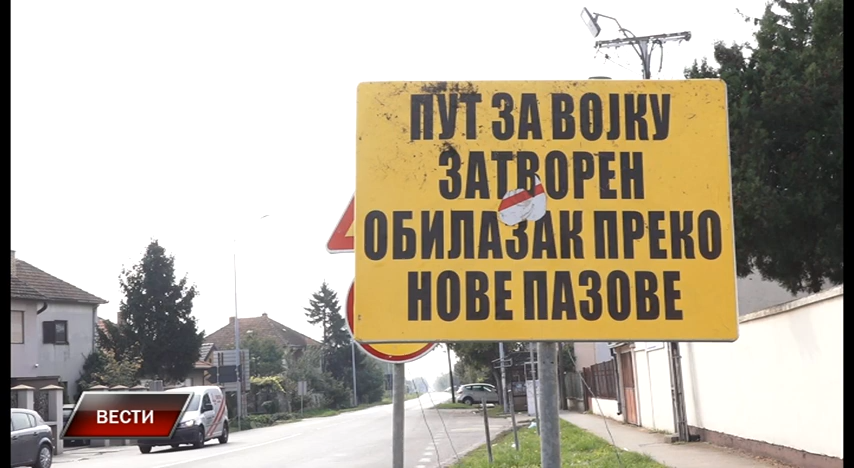 ПУТ ЗА ВОЈКУ
ЗАТВОРЕН
ОБИЛАЗАК ПРЕКО
НОВЕ ПАЗОВЕ
ВЕСТИ